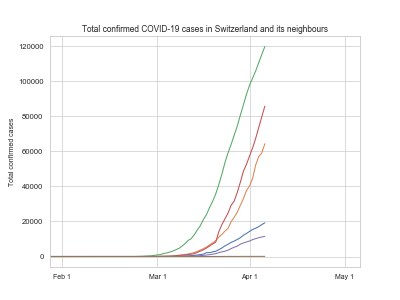 Total confirmed COVID-19 cases in Switzerland and its neighbours
120000
100000
80000
60000
40000
20000
0
Total confirmed cases
Feb 1
Mar 1
Apr 1
May 1